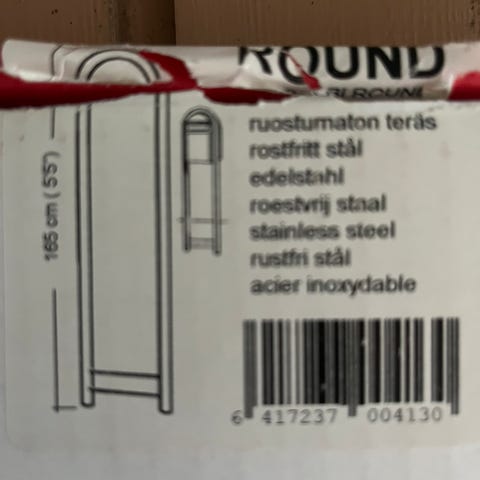 ROUND
165 cm (5'5")
ruostumaton teräs
rostfritt stål
edelstahl
roestvrij staal
stainless steel
rustfri stål
acier inoxydable
6 417237 004130